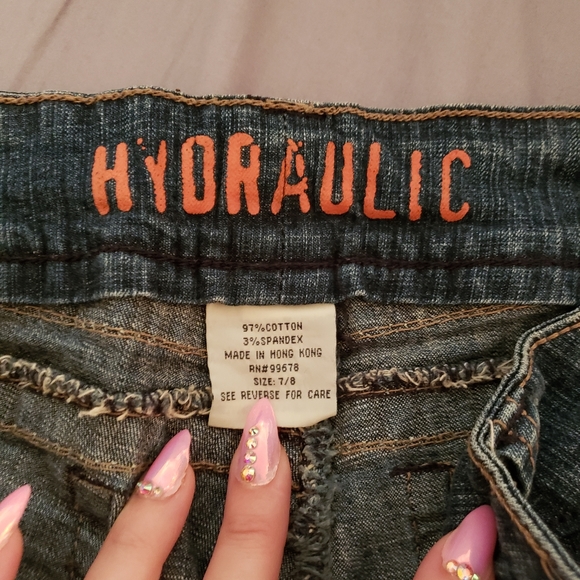 HYDRAULIC
97%COTTON
3%SPANDEX
MADE IN HONG KONG
RN#99678
SIZE: 7/8
SEE REVERSE FOR CARE